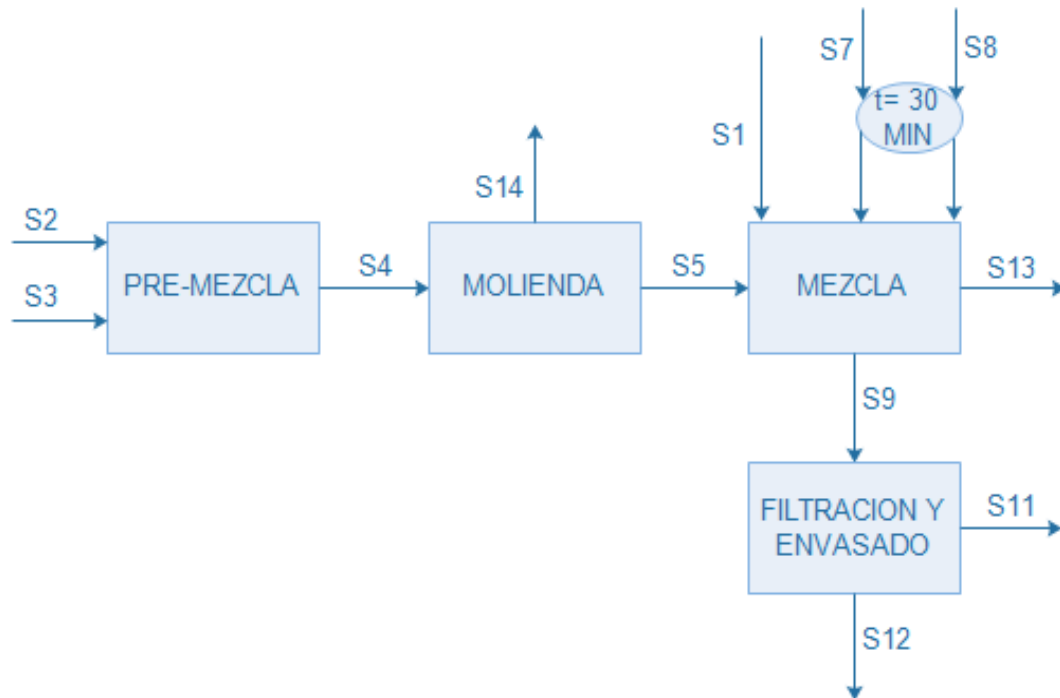 S7
S8
t= 30
MIN
S1
S14
S2
S3
PRE-MEZCLA
S4
MOLIENDA
S5
MEZCLA
S13
S9
FILTRACION Y
ENVASADO
S11
S12